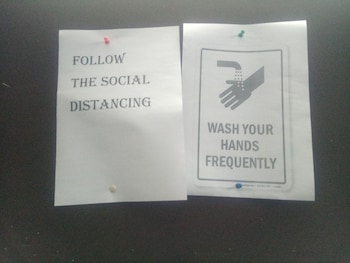 FOLLOW
THE SOCIAL
DISTANCING
WASH YOUR
HANDS
FREQUENTLY